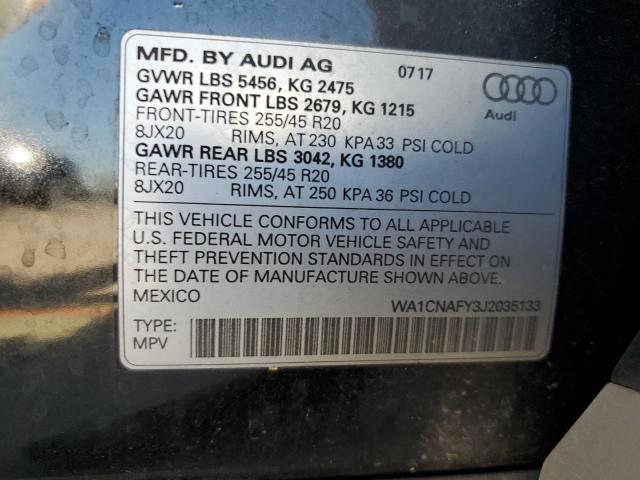 MFD. BY AUDI AG 0717
GVWR LBS 5456, KG 2475
GAWR FRONT LBS 2679, KG 1215
FRONT-TIRES 255/45 R20
8JX20 RIMS, AT 230 KPA33 PSI COLD
GAWR REAR LBS 3042, KG 1380
REAR-TIRES 255/45 R20
8JX20 RIMS, AT 250 KPA 36 PSI COLD
Audi
THIS VEHICLE CONFORMS TO ALL APPLICABLE
U.S. FEDERAL MOTOR VEHICLE SAFETY AND
THEFT PREVENTION STANDARDS IN EFFECT ON
THE DATE OF MANUFACTURE SHOWN ABOVE.
MEXICO WA1CNAFY3J2035133
TYPE:
MPV